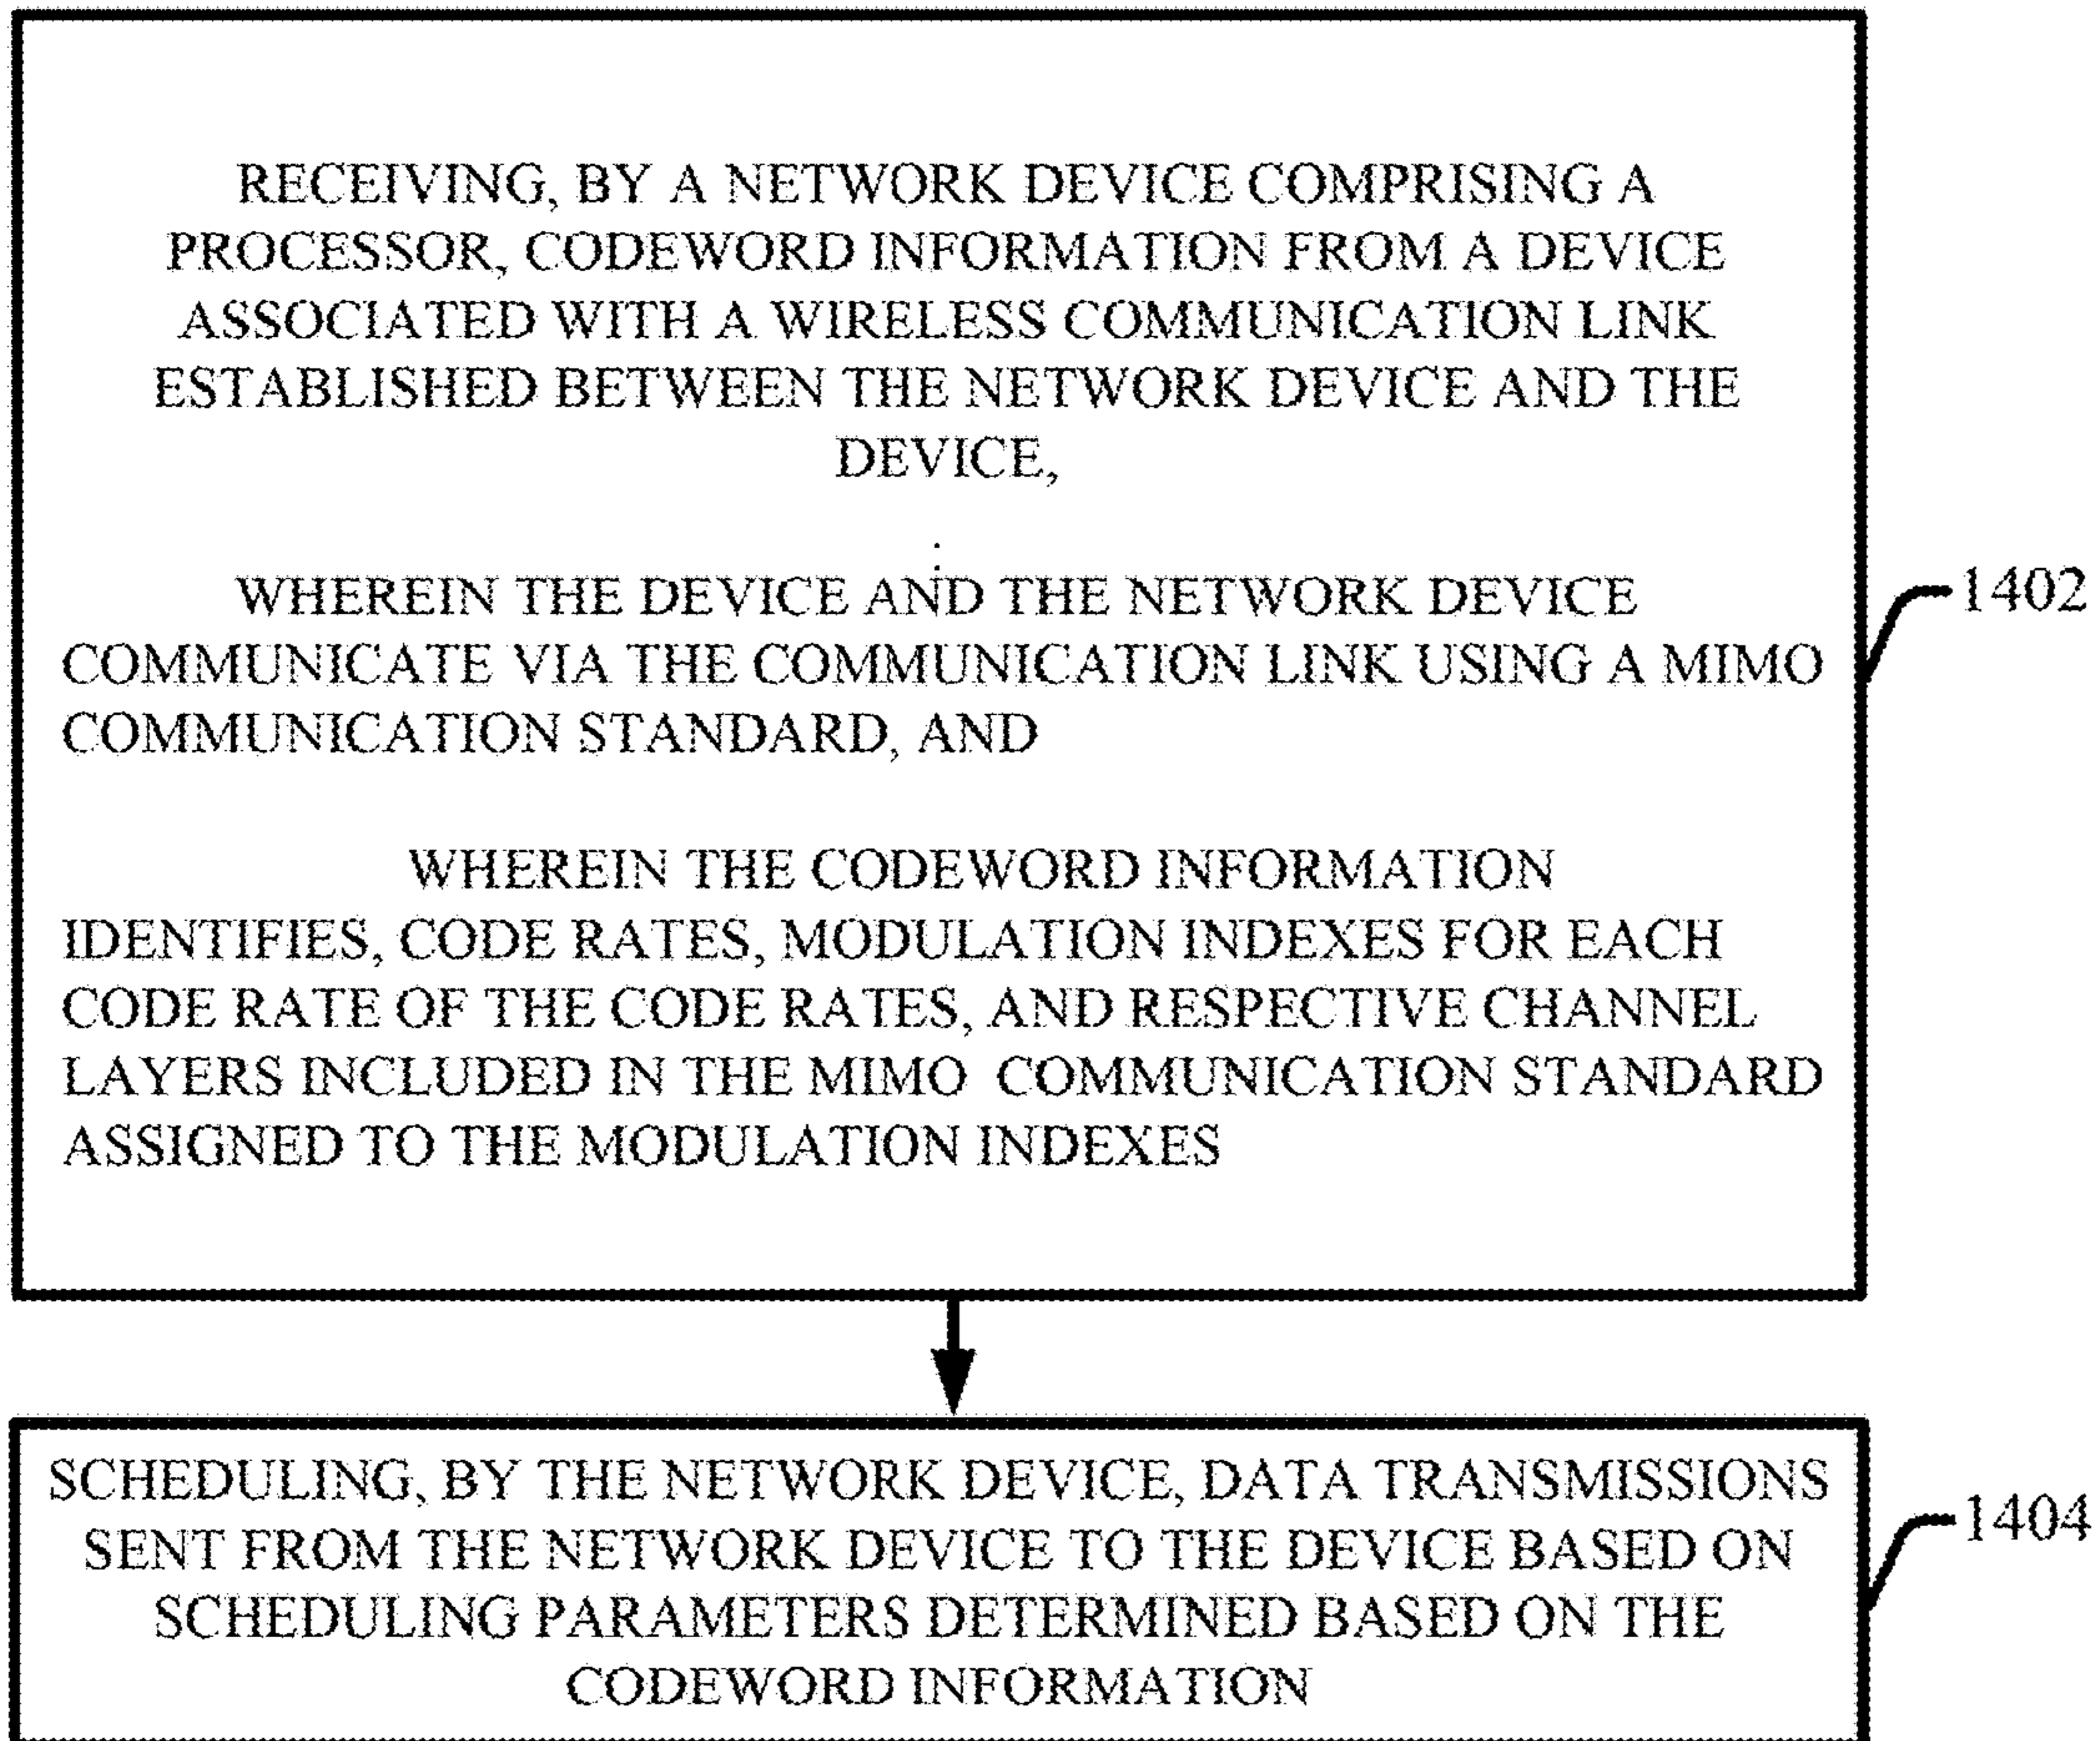 RECEIVING, BY A NETWORK DEVICE COMPRISING A
PROCESSOR, CODEWORD INFORMATION FROM A DEVICE
ASSOCIATED WITH A WIRELESS COMMUNICATION LINK
ESTABLISHED BETWEEN THE NETWORK DEVICE AND THE
DEVICE,
WHEREIN THE DEVICE AND THE NETWORK DEVICE
COMMUNICATE VIA THE COMMUNICATION LINK USING A MIMO
COMMUNICATION STANDARD, AND
WHEREIN THE CODEWORD INFORMATION
IDENTIFIES, CODE RATES, MODULATION INDEXES FOR EACH
CODE RATE OF THE CODE RATES, AND RESPECTIVE CHANNEL
LAYERS INCLUDED IN THE MIMO COMMUNICATION STANDARD
ASSIGNED TO THE MODULATION INDEXES
1402
SCHEDULING, BY THE NETWORK DEVICE, DATA TRANSMISSIONS
SENT FROM THE NETWORK DEVICE TO THE DEVICE BASED ON
SCHEDULING PARAMETERS DETERMINED BASED ON THE
CODEWORD INFORMATION
1404